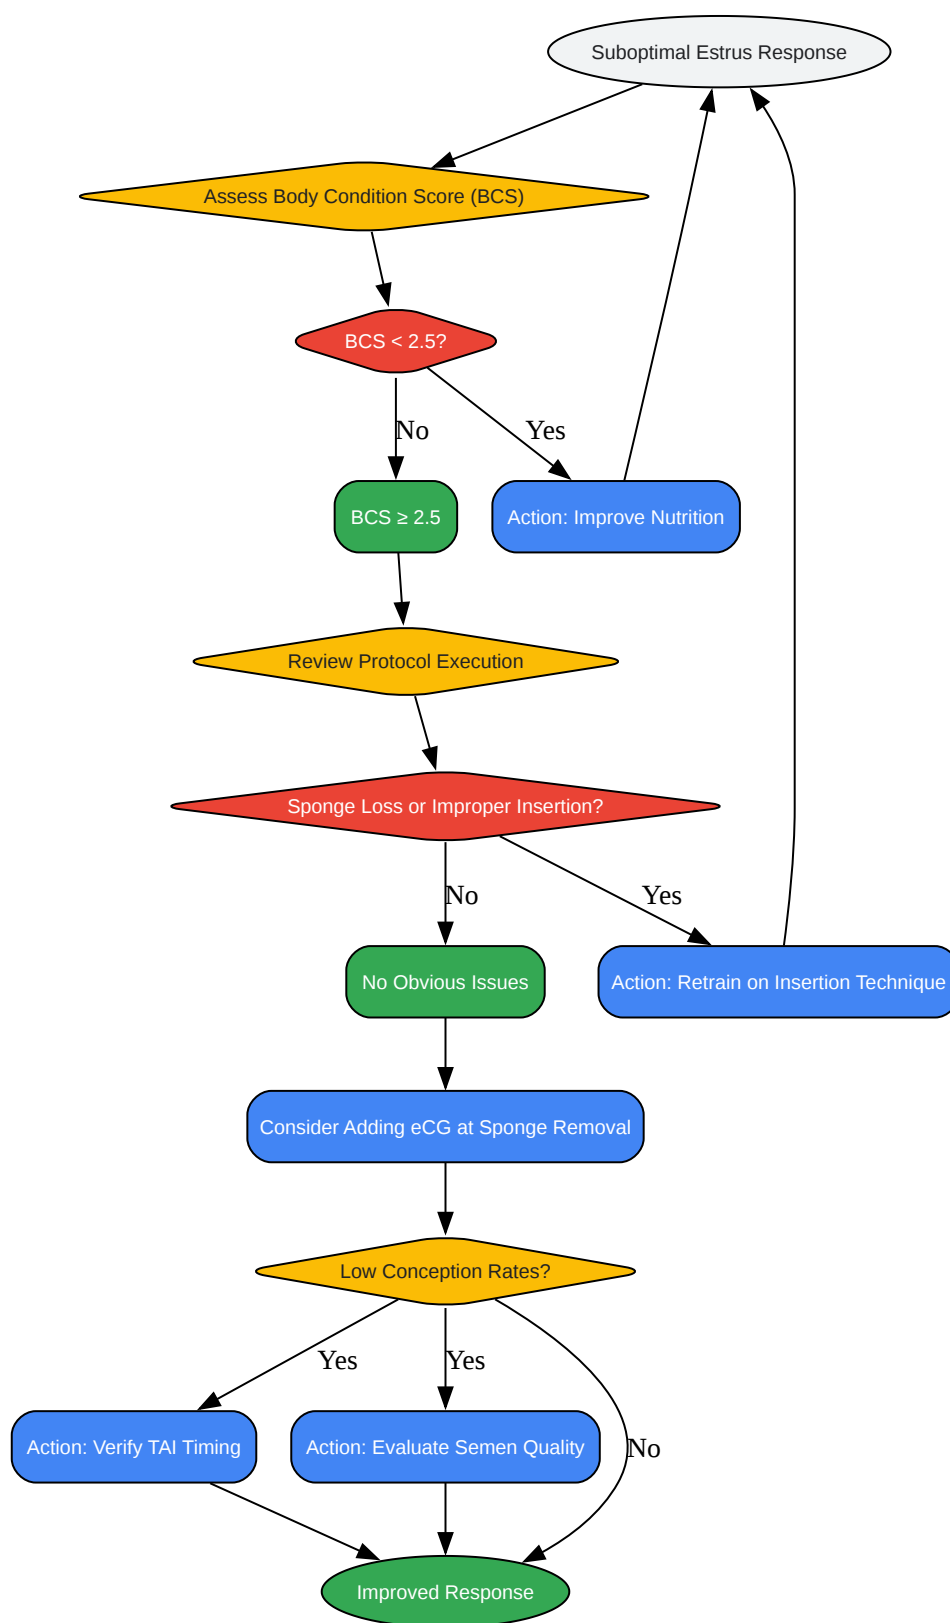 Suboptimal Estrus Response
Assess Body Condition Score (BCS)
BCS < 2.5?
No
Yes
BCS ≥ 2.5
Action: Improve Nutrition
Review Protocol Execution
Sponge Loss or Improper Insertion?
No
Yes
No Obvious Issues
Action: Retrain on Insertion Technique
Consider Adding eCG at Sponge Removal
Low Conception Rates?
Yes
Yes
No
Action: Verify TAI Timing
Action: Evaluate Semen Quality
Improved Response